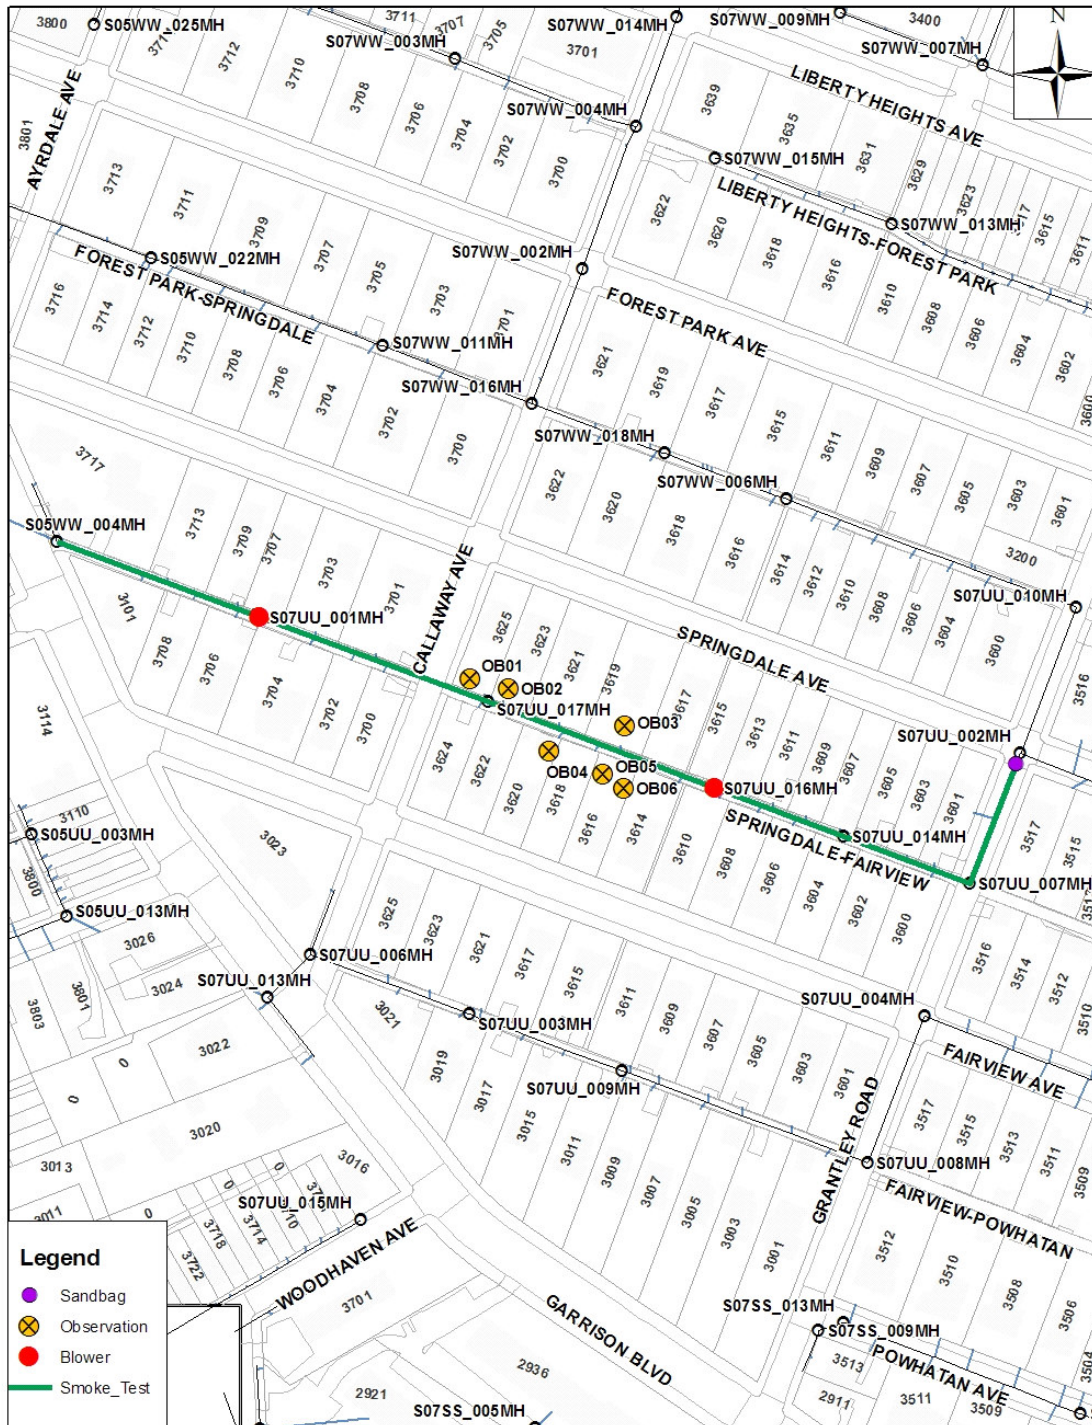 3800
S05WW_025MH
3712
3710
3711
S07WW_003MH
3707
3705
S07WW_014MH
3701
S07WW_009MH
3400
S07WW_007MH
N
AYRDALE AVE
3801
3708
3706
3704
3702
3700
S07WW_004MH
3639
3635
3631
3629
3623
3615
3611
LIBERTY HEIGHTS AVE
S07WW_015MH
3713
3711
3709
3707
3705
3703
3701
S07WW_002MH
3622
3620
3618
3616
LIBERTY HEIGHTS-FOREST PARK
S07WW_013MH
S05WW_022MH
FOREST PARK-SPRINGDALE
3716
3714
3712
3710
3708
3706
3704
3702
3700
S07WW_011MH
S07WW_016MH
FOREST PARK AVE
3610
3608
3606
3604
3602
3600
3621
3619
3617
3615
3611
3609
3607
3605
3603
3601
S07WW_018MH
S07WW_006MH
3717
3713
3709
3707
3703
3701
S05WW_004MH
3622
3620
3618
3616
3614
3612
3610
3608
3606
3604
3600
3200
S07UU_010MH
3101
3708
3706
3704
3702
3700
S07UU_001MH
CALLAWAY AVE
3625
3623
3621
3619
3617
3615
3613
3611
3609
3607
3605
3603
3601
SPRINGDALE AVE
3516
S07UU_002MH
OB01
OB02
S07UU_017MH
OB03
OB04
OB05
OB06
S07UU_016MH
S07UU_014MH
SPRINGDALE-FAIRVIEW
S07UU_007MH
3517
3515
3114
3110
S05UU_003MH
3800
S05UU_013MH
3023
3624
3622
3620
3618
3616
3614
3610
3608
3606
3604
3602
3600
3516
3514
3512
3510
3026
3024
3801
3803
S07UU_006MH
S07UU_013MH
3625
3623
3621
3617
3615
3611
3609
3607
3605
3603
3601
S07UU_004MH
FAIRVIEW AVE
3021
S07UU_003MH
3022
0
0
3020
3019
3017
3015
3011
3009
3007
3005
3003
3001
S07UU_009MH
GRANTLEY ROAD
3517
3515
3513
3511
3509
S07UU_008MH
FAIRVIEW-POWHATAN
3013
3011
0
0
0
3016
S07UU_015MH
3722
3718
3714
3710
WOODHAVEN AVE
3701
GARRISON BLVD
3512
3510
3508
3506
3504
S07SS_013MH
S07SS_009MH
POWHATAN AVE
3513
2911
3511
3509
2936
2921
S07SS_005MH
Legend
Sandbag
Observation
Blower
Smoke_Test